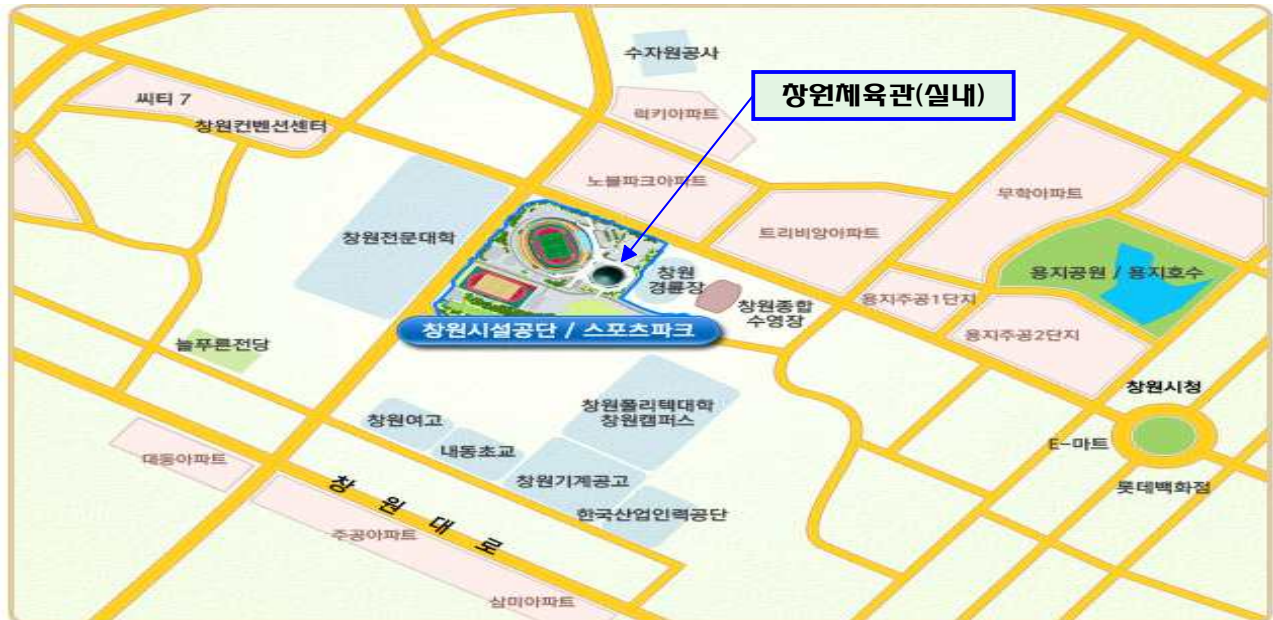 수자원공사
창원체육관(실내)
씨티 7
럭키아파트
창원컨벤션센터
노블파크아파트
무학아파트
창원전문대학
트리비앙아파트
창원
경륜장
용지공원 / 용지호수
용지주공1단지
창원종합
수영장
창원시설공단 / 스포츠파크
용지주공2단지
늘푸른전당
창원시청
창원폴리텍대학
창원캠퍼스
창원여고
E-마트
내동초교
대동아파트
창원기계공고
롯데백화점
창원대로
한국산업인력공단
주공아파트
삼미아파트